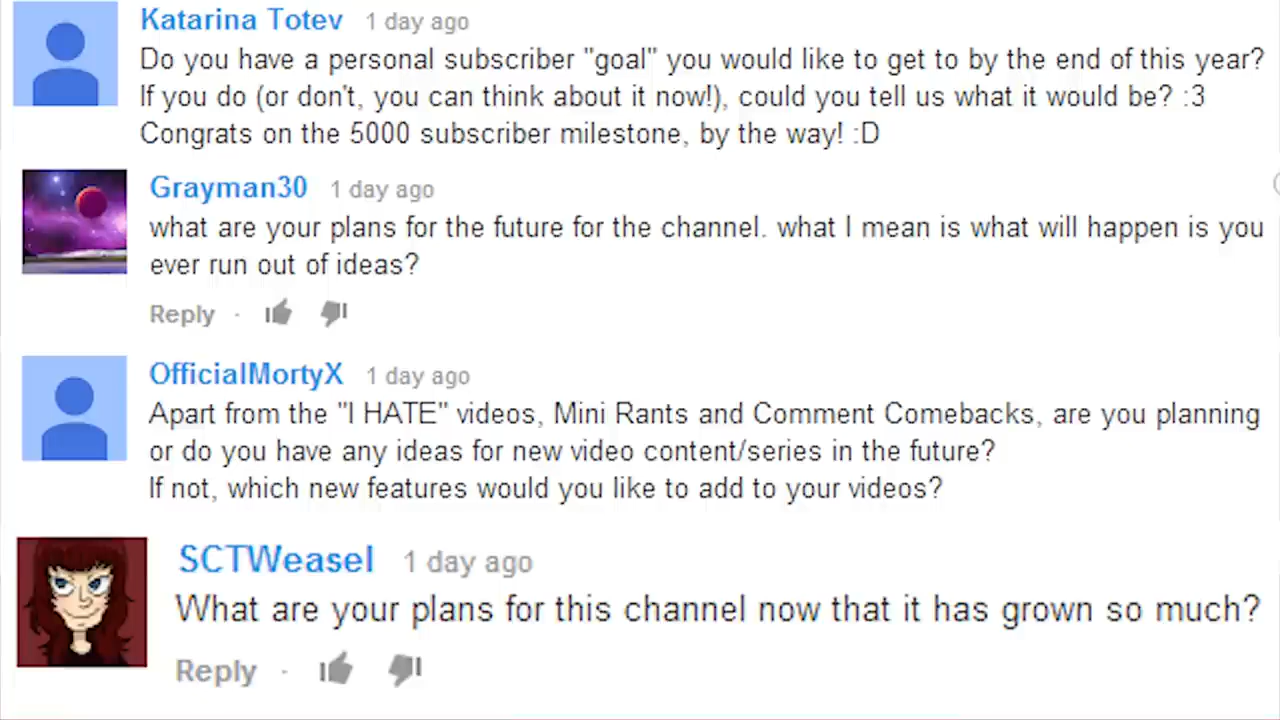 Katarina Totev 1 day ago
Do you have a personal subscriber "goal" you would like to get to by the end of this year?
If you do (or don't, you can think about it now!), could you tell us what it would be? :3
Congrats on the 5000 subscriber milestone, by the way! :D
Grayman30 1 day ago
what are your plans for the future for the channel. what I mean is what will happen is you
ever run out of ideas?
Reply ·
OfficialMortyX 1 day ago
Apart from the "I HATE" videos, Mini Rants and Comment Comebacks, are you planning
or do you have any ideas for new video content/series in the future?
If not, which new features would you like to add to your videos?
SCTWeasel 1 day ago
What are your plans for this channel now that it has grown so much?
Reply ·